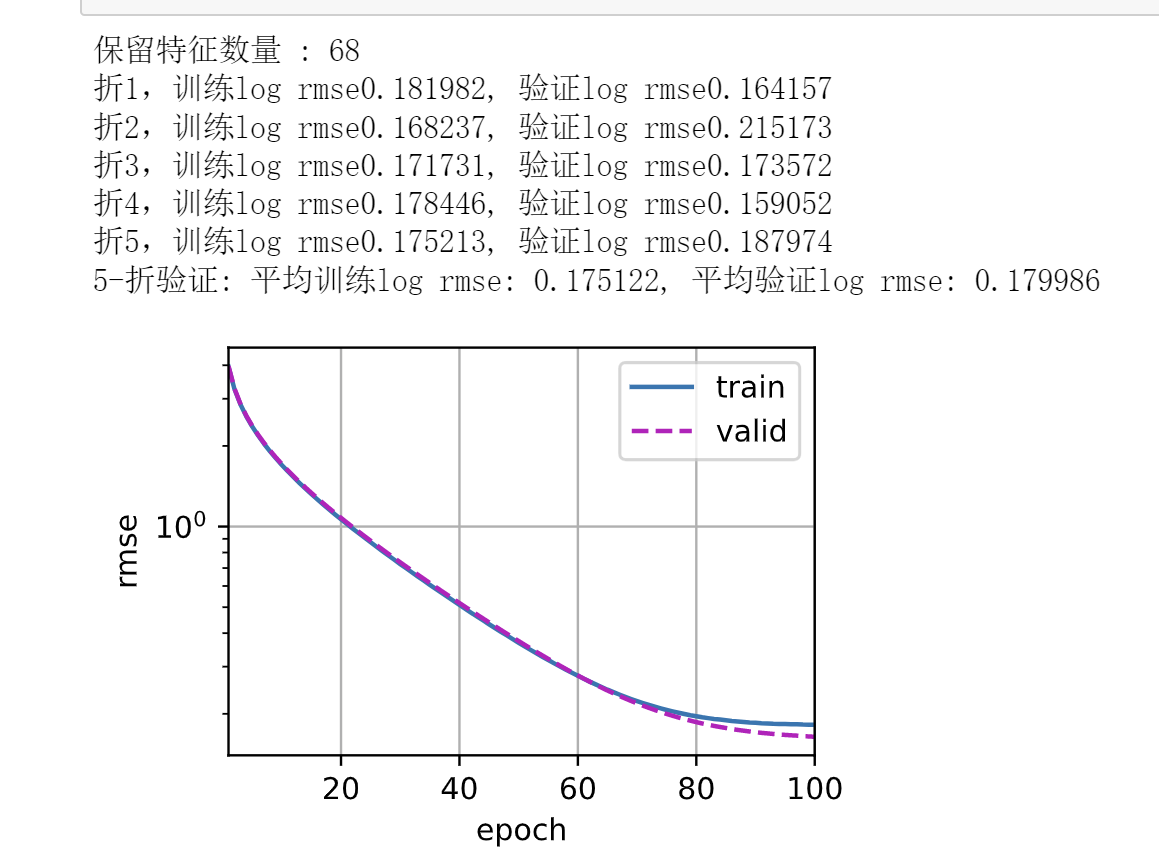 保留特征数量 : 68
折1，训练log rmse0.181982, 验证log rmse0.164157
折2，训练log rmse0.168237, 验证log rmse0.215173
折3，训练log rmse0.171731, 验证log rmse0.173572
折4，训练log rmse0.178446, 验证log rmse0.159052
折5，训练log rmse0.175213, 验证log rmse0.187974
5-折验证: 平均训练log rmse: 0.175122, 平均验证log rmse: 0.179986
train
valid
rmse
10⁰
20 40 60 80 100
epoch